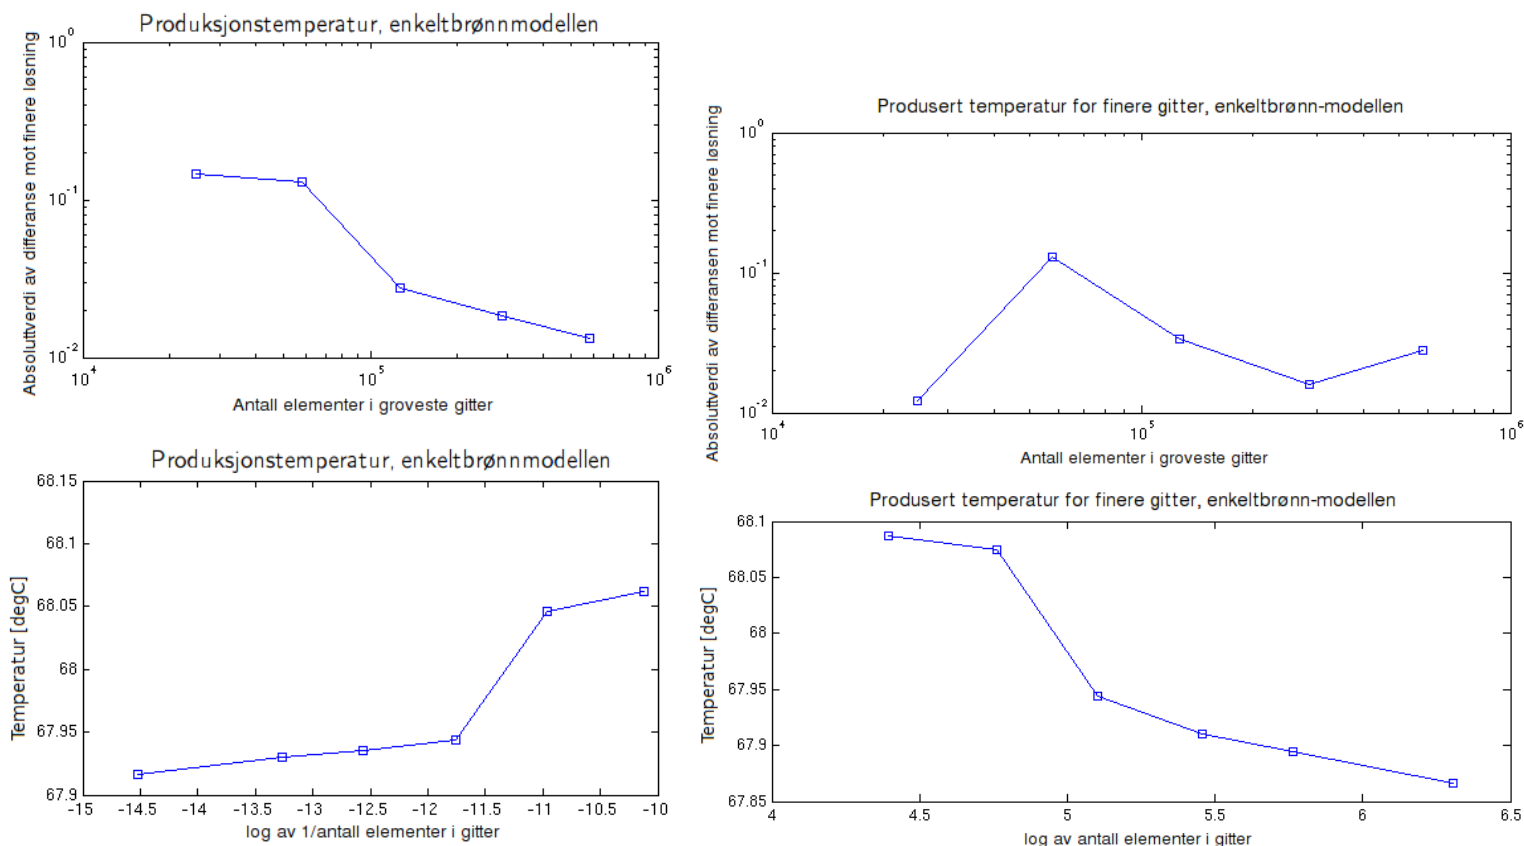 Produksjonstemperatur, enkeltbrønnmodellen
Absoluttverdi av differanse mot finere løsning
10^0
10^-1
10^-2
10^4
10^5
10^6
Antall elementer i groveste gitter
Produsert temperatur for finere gitter, enkeltbrønn-modellen
Absoluttverdi av differansen mot finere løsning
10^0
10^-1
10^-2
10^4
10^5
10^6
Antall elementer i groveste gitter
Produksjonstemperatur, enkeltbrønnmodellen
Temperatur [degC]
68.15
68.1
68.05
68
67.95
67.9
-15 -14.5 -14 -13.5 -13 -12.5 -12 -11.5 -11 -10.5 -10
log av 1/antall elementer i gitter
Produsert temperatur for finere gitter, enkeltbrønn-modellen
Temperatur [degC]
68.1
68.05
68
67.95
67.9
67.85
4 4.5 5 5.5 6 6.5
log av antall elementer i gitter